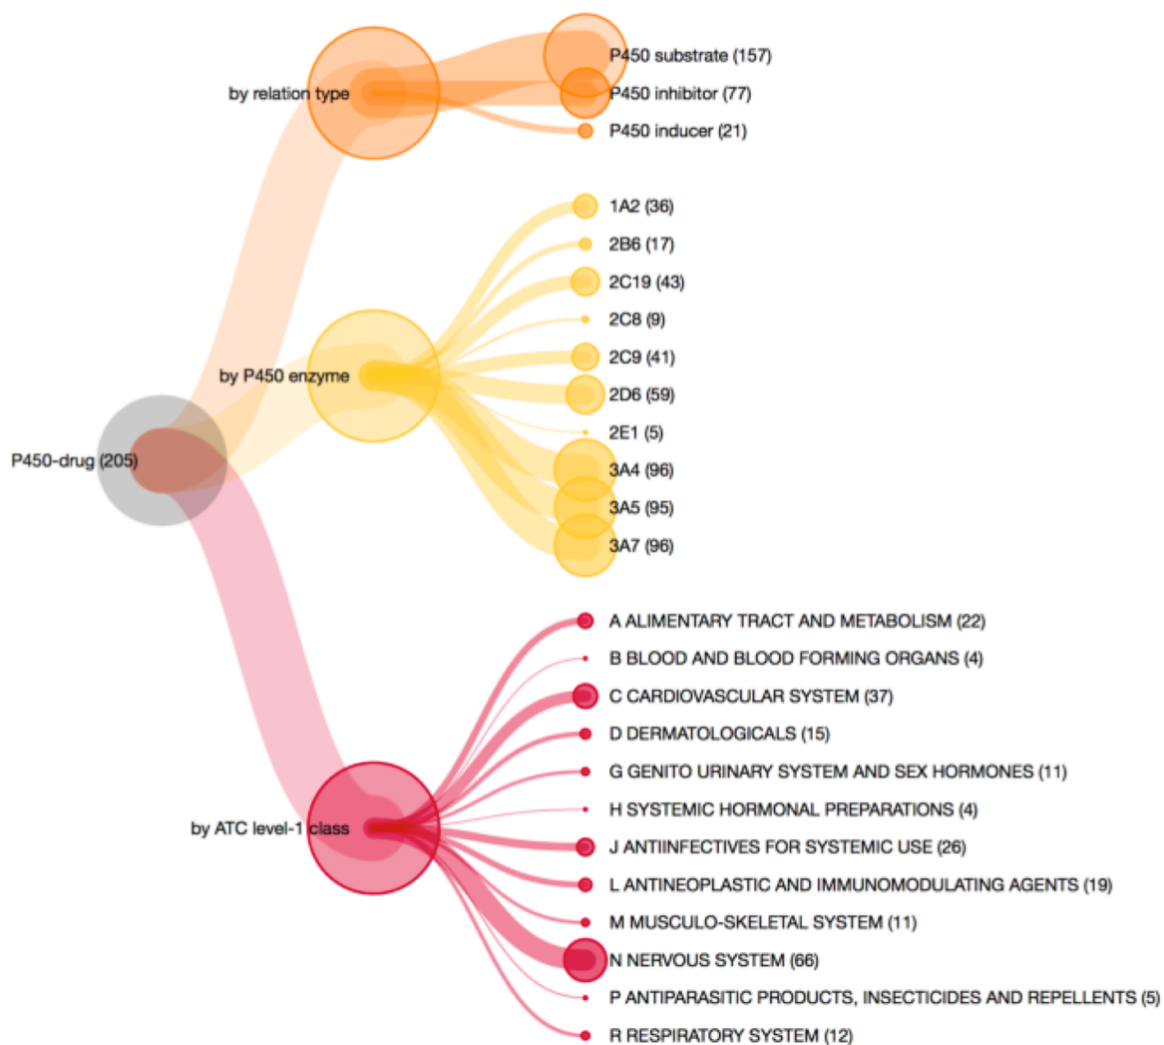 by relation type
P450 substrate (157)
P450 inhibitor (77)
P450 inducer (21)
by P450 enzyme
1A2 (36)
2B6 (17)
2C19 (43)
2C8 (9)
2C9 (41)
2D6 (59)
2E1 (5)
3A4 (96)
3A5 (95)
3A7 (96)
P450-drug (205)
by ATC level-1 class
A ALIMENTARY TRACT AND METABOLISM (22)
B BLOOD AND BLOOD FORMING ORGANS (4)
C CARDIOVASCULAR SYSTEM (37)
D DERMATOLOGICALS (15)
G GENITO URINARY SYSTEM AND SEX HORMONES (11)
H SYSTEMIC HORMONAL PREPARATIONS (4)
J ANTIINFECTIVES FOR SYSTEMIC USE (26)
L ANTINEOPLASTIC AND IMMUNOMODULATING AGENTS (19)
M MUSCULO-SKELETAL SYSTEM (11)
N NERVOUS SYSTEM (66)
P ANTIPARASITIC PRODUCTS, INSECTICIDES AND REPELLENTS (5)
R RESPIRATORY SYSTEM (12)